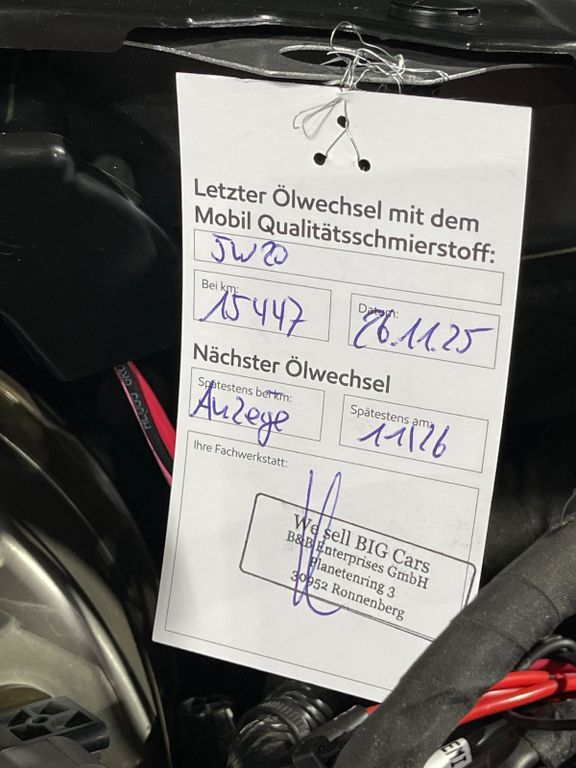 Letzter Ölwechsel mit dem
Mobil Qualitätsschmierstoff:
5W20
Bei km:
15447
Datum:
26.11.25
Nächster Ölwechsel
Spätestens bei km:
Anzege
Spätestens am:
11/26
Ihre Fachwerkstatt:
We sell BIG Cars
B&B Enterprises GmbH
Planetenring 3
30952 Ronnenberg